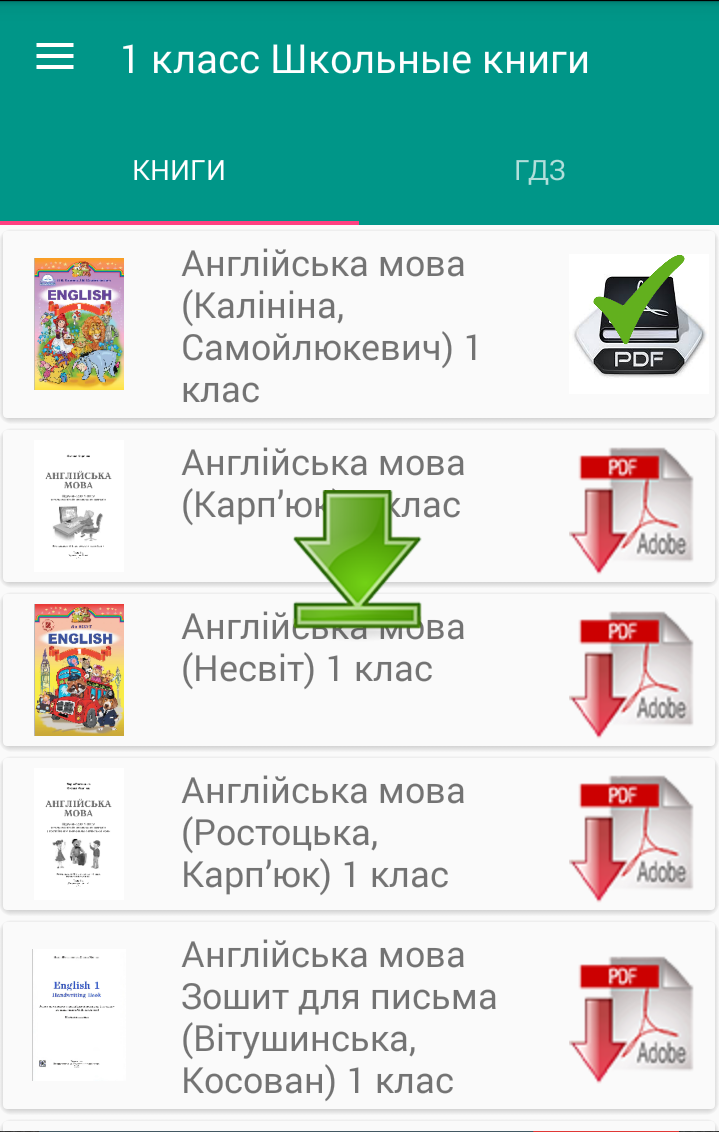 1 класс Школьные книги
КНИГИ
ГДЗ
ENGLISH
Англійська мова
(Калініна,
Самойлюкевич) 1
клас
PDF
АНГЛІЙСЬКА
МОВА
Англійська мова
(Карп’юк) клас
PDF
Adobe
ENGLISH
Англійська мова
(Несвіт) 1 клас
PDF
Adobe
АНГЛІЙСЬКА
МОВА
Англійська мова
(Ростоцька,
Карп’юк) 1 клас
PDF
Adobe
English 1
Handwriting Book
Англійська мова
Зошит для письма
(Вітушинська,
Косован) 1 клас
PDF
Adobe